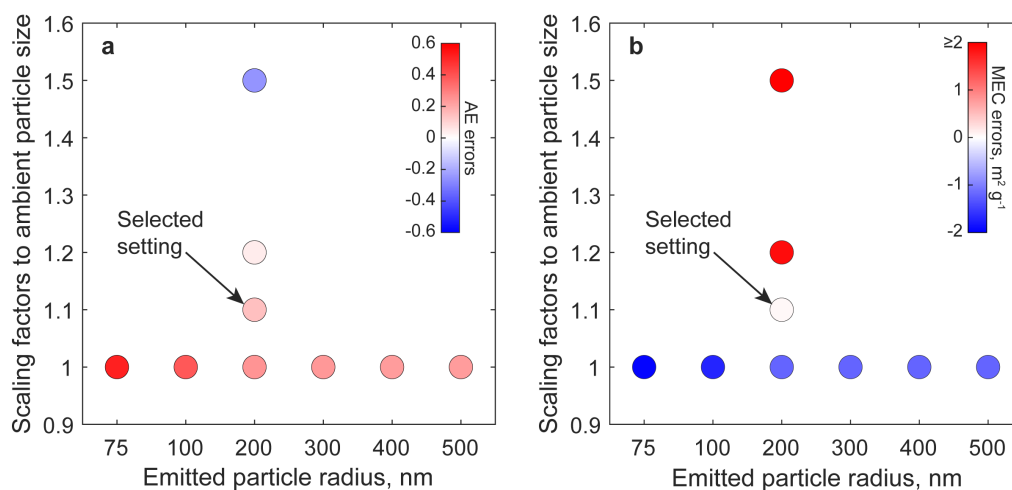 a
Scaling factors to ambient particle size
1.6
1.5
1.4
1.3
1.2
1.1
1
0.9
75 100 200 300 400 500
Emitted particle radius, nm
Selected
setting
0.6
0.4
0.2
0
-0.2
-0.4
-0.6
AE errors
b
Scaling factors to ambient particle size
1.6
1.5
1.4
1.3
1.2
1.1
1
0.9
75 100 200 300 400 500
Emitted particle radius, nm
Selected
setting
≥2
1
0
-1
-2
MEC errors, m² g⁻¹